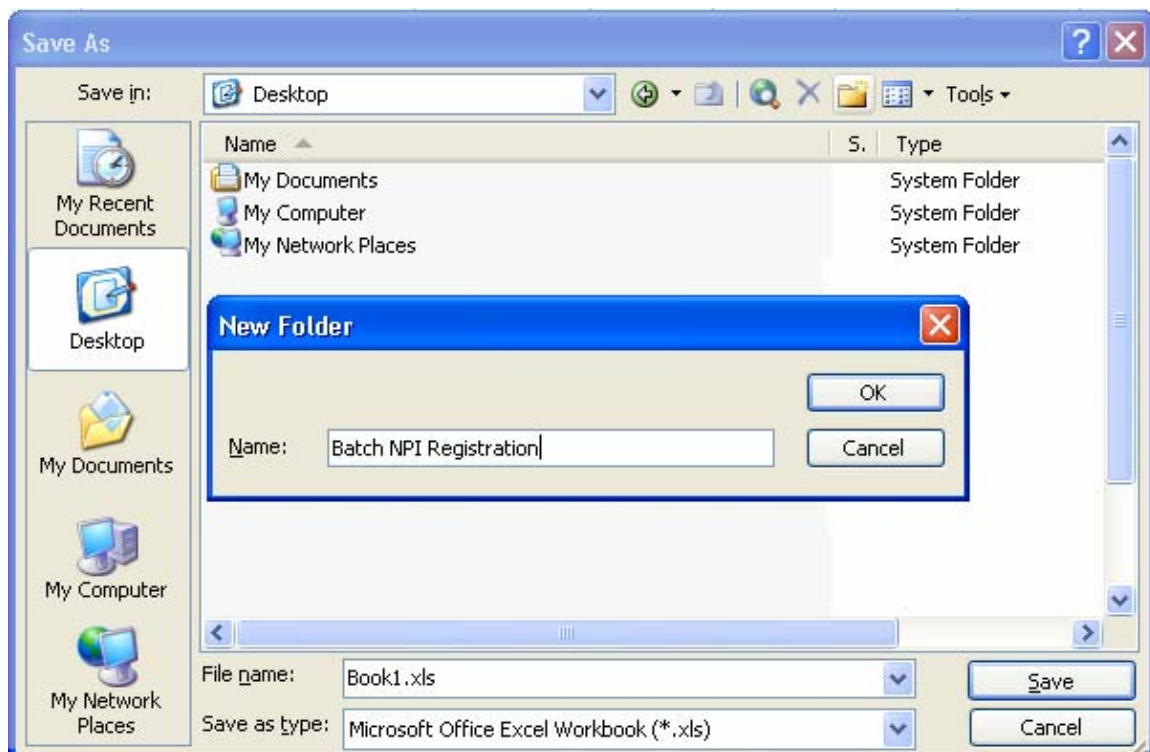 Save As
Save in:
Desktop
Tools
My Recent
Documents
Desktop
My Documents
My Computer
My Network
Places
Name S. Type
My Documents System Folder
My Computer System Folder
My Network Places System Folder
New Folder
OK
Name: Batch NPI Registration
Cancel
File name: Book1.xls
Save
Save as type: Microsoft Office Excel Workbook (*.xls)
Cancel